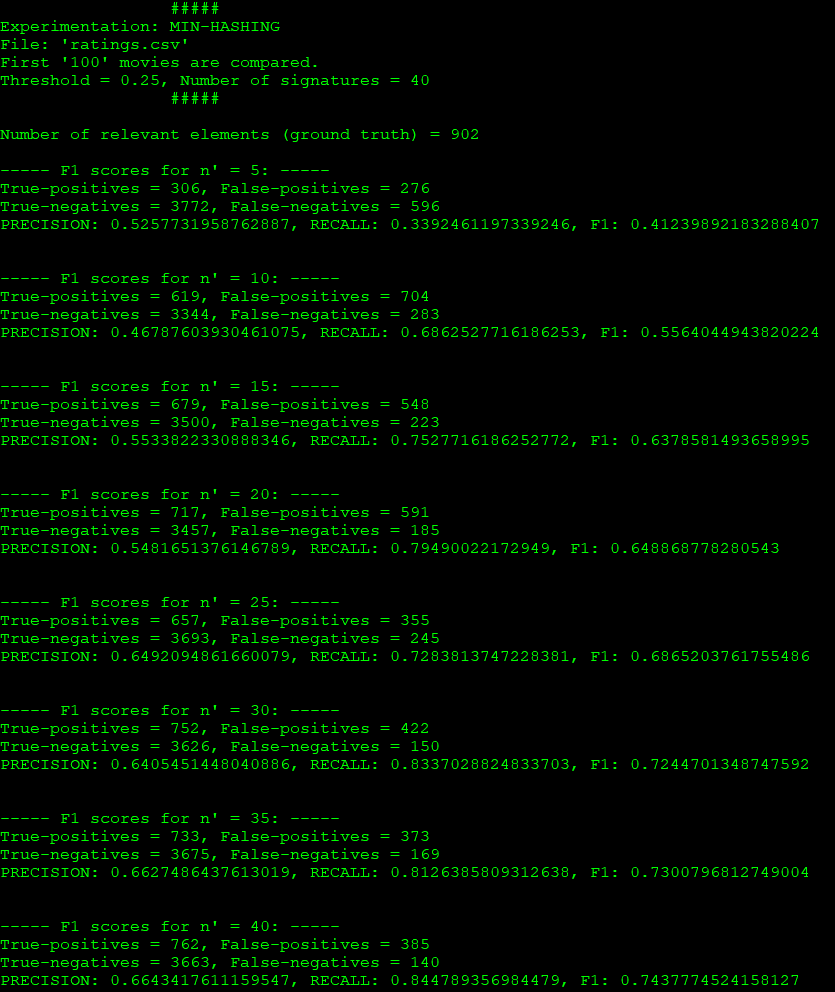 #####
Experimentation: MIN-HASHING
File: 'ratings.csv'
First '100' movies are compared.
Threshold = 0.25, Number of signatures = 40
#####
Number of relevant elements (ground truth) = 902
----- F1 scores for n' = 5: -----
True-positives = 306, False-positives = 276
True-negatives = 3772, False-negatives = 596
PRECISION: 0.5257731958762887, RECALL: 0.3392461197339246, F1: 0.41239892183288407
----- F1 scores for n' = 10: -----
True-positives = 619, False-positives = 704
True-negatives = 3344, False-negatives = 283
PRECISION: 0.46787603930461075, RECALL: 0.6862527716186253, F1: 0.5564044943820224
----- F1 scores for n' = 15: -----
True-positives = 679, False-positives = 548
True-negatives = 3500, False-negatives = 223
PRECISION: 0.5533822330888346, RECALL: 0.7527716186252772, F1: 0.6378581493658995
----- F1 scores for n' = 20: -----
True-positives = 717, False-positives = 591
True-negatives = 3457, False-negatives = 185
PRECISION: 0.5481651376146789, RECALL: 0.79490022172949, F1: 0.648868778280543
----- F1 scores for n' = 25: -----
True-positives = 657, False-positives = 355
True-negatives = 3693, False-negatives = 245
PRECISION: 0.6492094861660079, RECALL: 0.7283813747228381, F1: 0.6865203761755486
----- F1 scores for n' = 30: -----
True-positives = 752, False-positives = 422
True-negatives = 3626, False-negatives = 150
PRECISION: 0.6405451448040886, RECALL: 0.8337028824833703, F1: 0.7244701348747592
----- F1 scores for n' = 35: -----
True-positives = 733, False-positives = 373
True-negatives = 3675, False-negatives = 169
PRECISION: 0.6627486437613019, RECALL: 0.8126385809312638, F1: 0.7300796812749004
----- F1 scores for n' = 40: -----
True-positives = 762, False-positives = 385
True-negatives = 3663, False-negatives = 140
PRECISION: 0.6643417611159547, RECALL: 0.844789356984479, F1: 0.7437774524158127